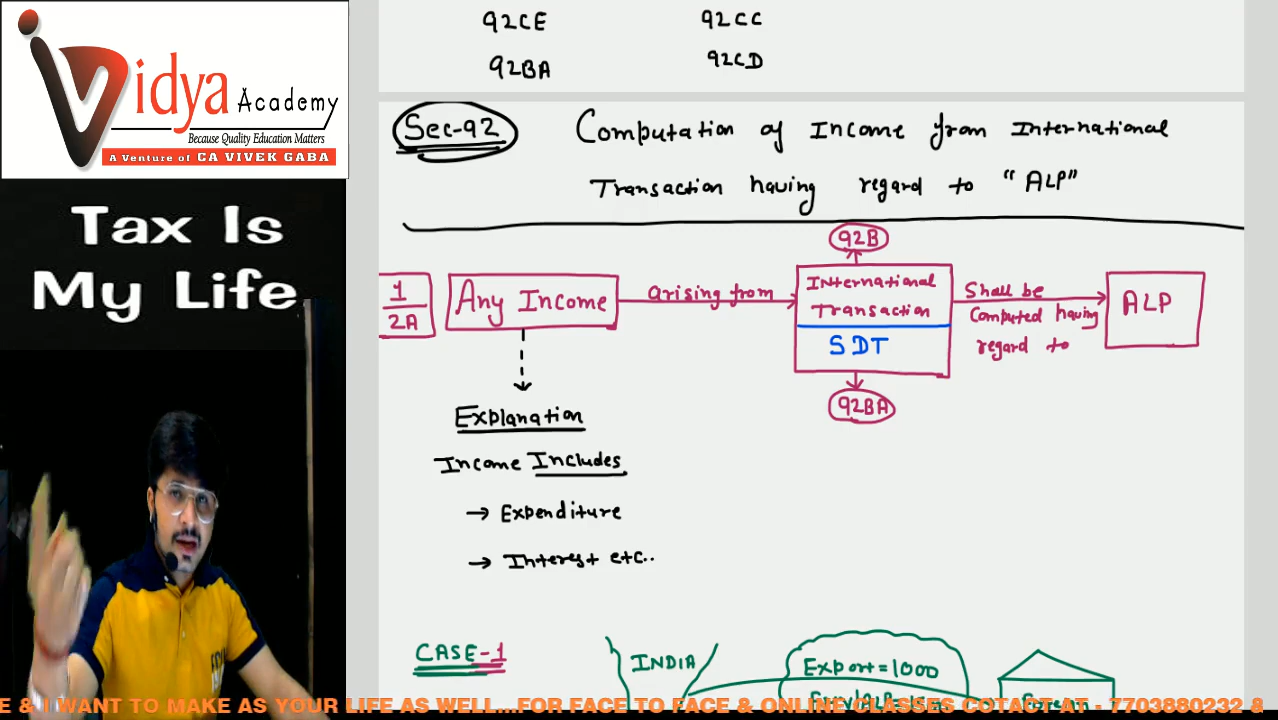 Vidya Academy
Because Quality Education Matters
A Venture of CA VIVEK GABA
Tax Is
My Life
92CE 92CC
92BA 92CD
Sec-92 Computation of Income from International
Transaction having regard to "ALP"
92B
1/2A
Any Income
arising from
International
Transaction
SDT
Shall be
Computed having
regard to
ALP
92BA
Explanation
Income Includes
→ Expenditure
→ Interest etc..
CASE-1
INDIA
Export=1000
E & I WANT TO MAKE AS YOUR LIFE AS WELL...FOR FACE TO FACE & ONLINE CLASSES COTACT AT - 7703880232 &